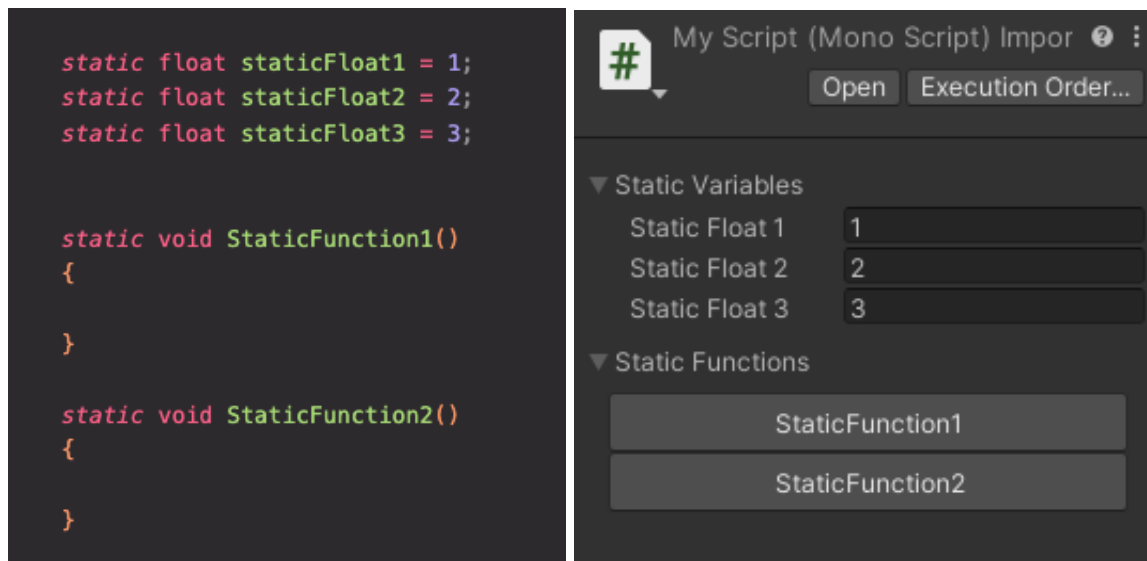 static float staticFloat1 = 1;
static float staticFloat2 = 2;
static float staticFloat3 = 3;
static void StaticFunction1()
{
}
static void StaticFunction2()
{
}
#
My Script (Mono Script) Impor
Open Execution Order...
Static Variables
Static Float 1 1
Static Float 2 2
Static Float 3 3
Static Functions
StaticFunction1
StaticFunction2